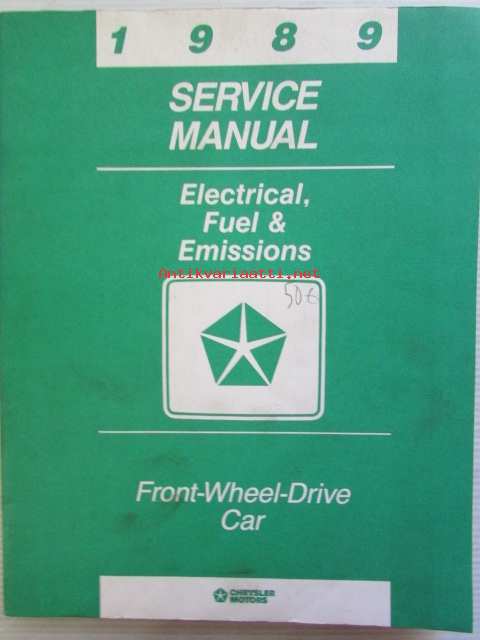 1 9 8 9
SERVICE
MANUAL
Electrical,
Fuel &
Emissions
Antikvariaatti.net
50€
Front-Wheel-Drive
Car
CHRYSLER
MOTORS